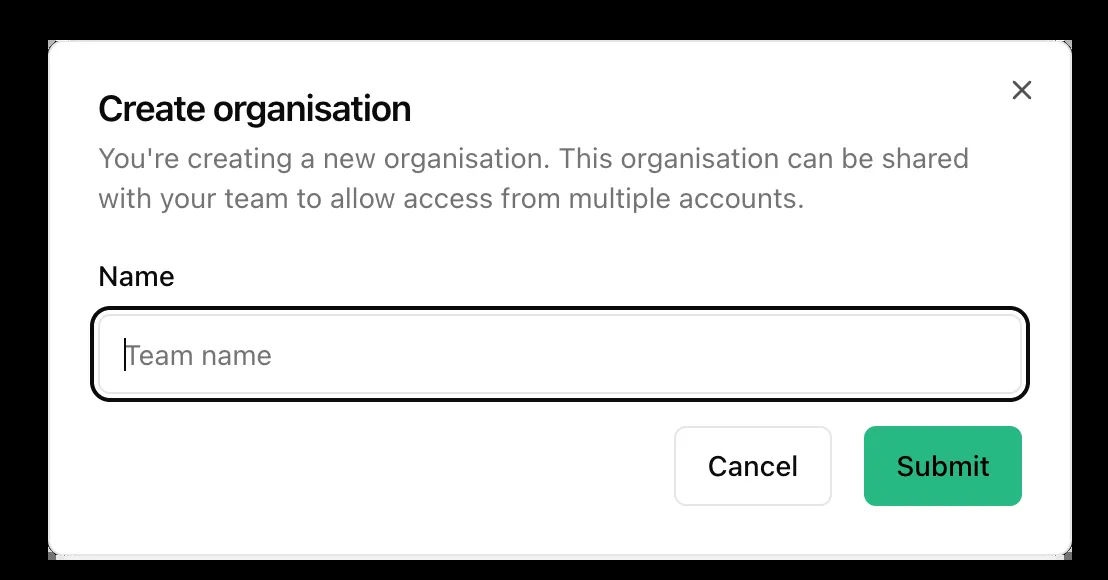 Create organisation
You're creating a new organisation. This organisation can be shared
with your team to allow access from multiple accounts.
Name
Team name
Cancel
Submit